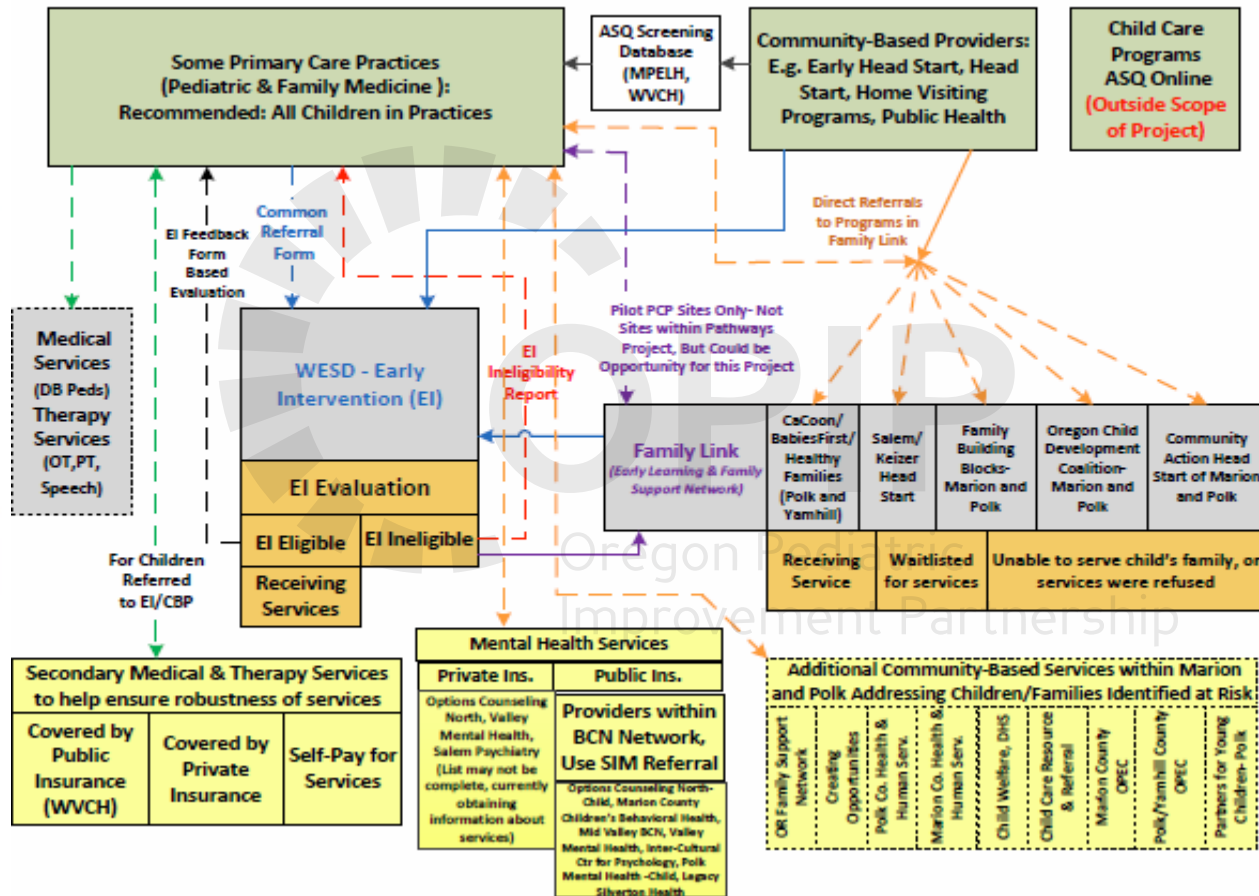 Some Primary Care Practices
(Pediatric & Family Medicine ):
Recommended: All Children in Practices
ASQ Screening
Database
(MPELH,
WVCH)
Community-Based Providers:
E.g. Early Head Start, Head
Start, Home Visiting
Programs, Public Health
Child Care
Programs
ASQ Online
(Outside Scope
of Project)
EI Feedback
Form
Based
Evaluation
Common
Referral
Form
Direct Referrals
to Programs in
Family Link
Pilot PCP Sites Only- Not
Sites within Pathways
Project, But Could be
Opportunity for this Project
EI
Ineligibility
Report
Medical
Services
(DB Peds)
Therapy
Services
(OT,PT,
Speech)
WESD - Early
Intervention (EI)
EI Evaluation
EI Eligible
EI Ineligible
Receiving
Services
Family Link
(Early Learning & Family
Support Network)
CaCoon/
BabiesFirst/
Healthy
Families
(Polk and
Yamhill)
Salem/
Keizer
Head
Start
Family
Building
Blocks-
Marion and
Polk
Oregon Child
Development
Coalition-
Marion and
Polk
Community
Action Head
Start of Marion
and Polk
Receiving
Service
Waitlisted
for services
Unable to serve child's family, or
services were refused
OPIP
Oregon Pediatric
Improvement Partnership
For Children
Referred
to EI/CBP
Secondary Medical & Therapy Services
to help ensure robustness of services
Covered by
Public
Insurance
(WVCH)
Covered by
Private
Insurance
Self-Pay for
Services
Mental Health Services
Private Ins.
Public Ins.
Options Counseling
North, Valley
Mental Health,
Salem Psychiatry
(List may not be
complete, currently
obtaining
information about
services)
Providers within
BCN Network,
Use SIM Referral
Options Counseling North-
Child, Marion County
Children's Behavioral Health,
Mid Valley BCN, Valley
Mental Health, Inter-Cultural
Ctr for Psychology, Polk
Mental Health -Child, Legacy
Silverton Health
Additional Community-Based Services within Marion
and Polk Addressing Children/Families Identified at Risk
OR Family Support
Network
Creating
Opportunities
Polk Co. Health &
Human Serv.
Marion Co. Health &
Human Serv.
Child Welfare, DHS
Child Care Resource
& Referral
Marion County
OPEC
Polk/Yamhill County
OPEC
Partners for Young
Children- Polk